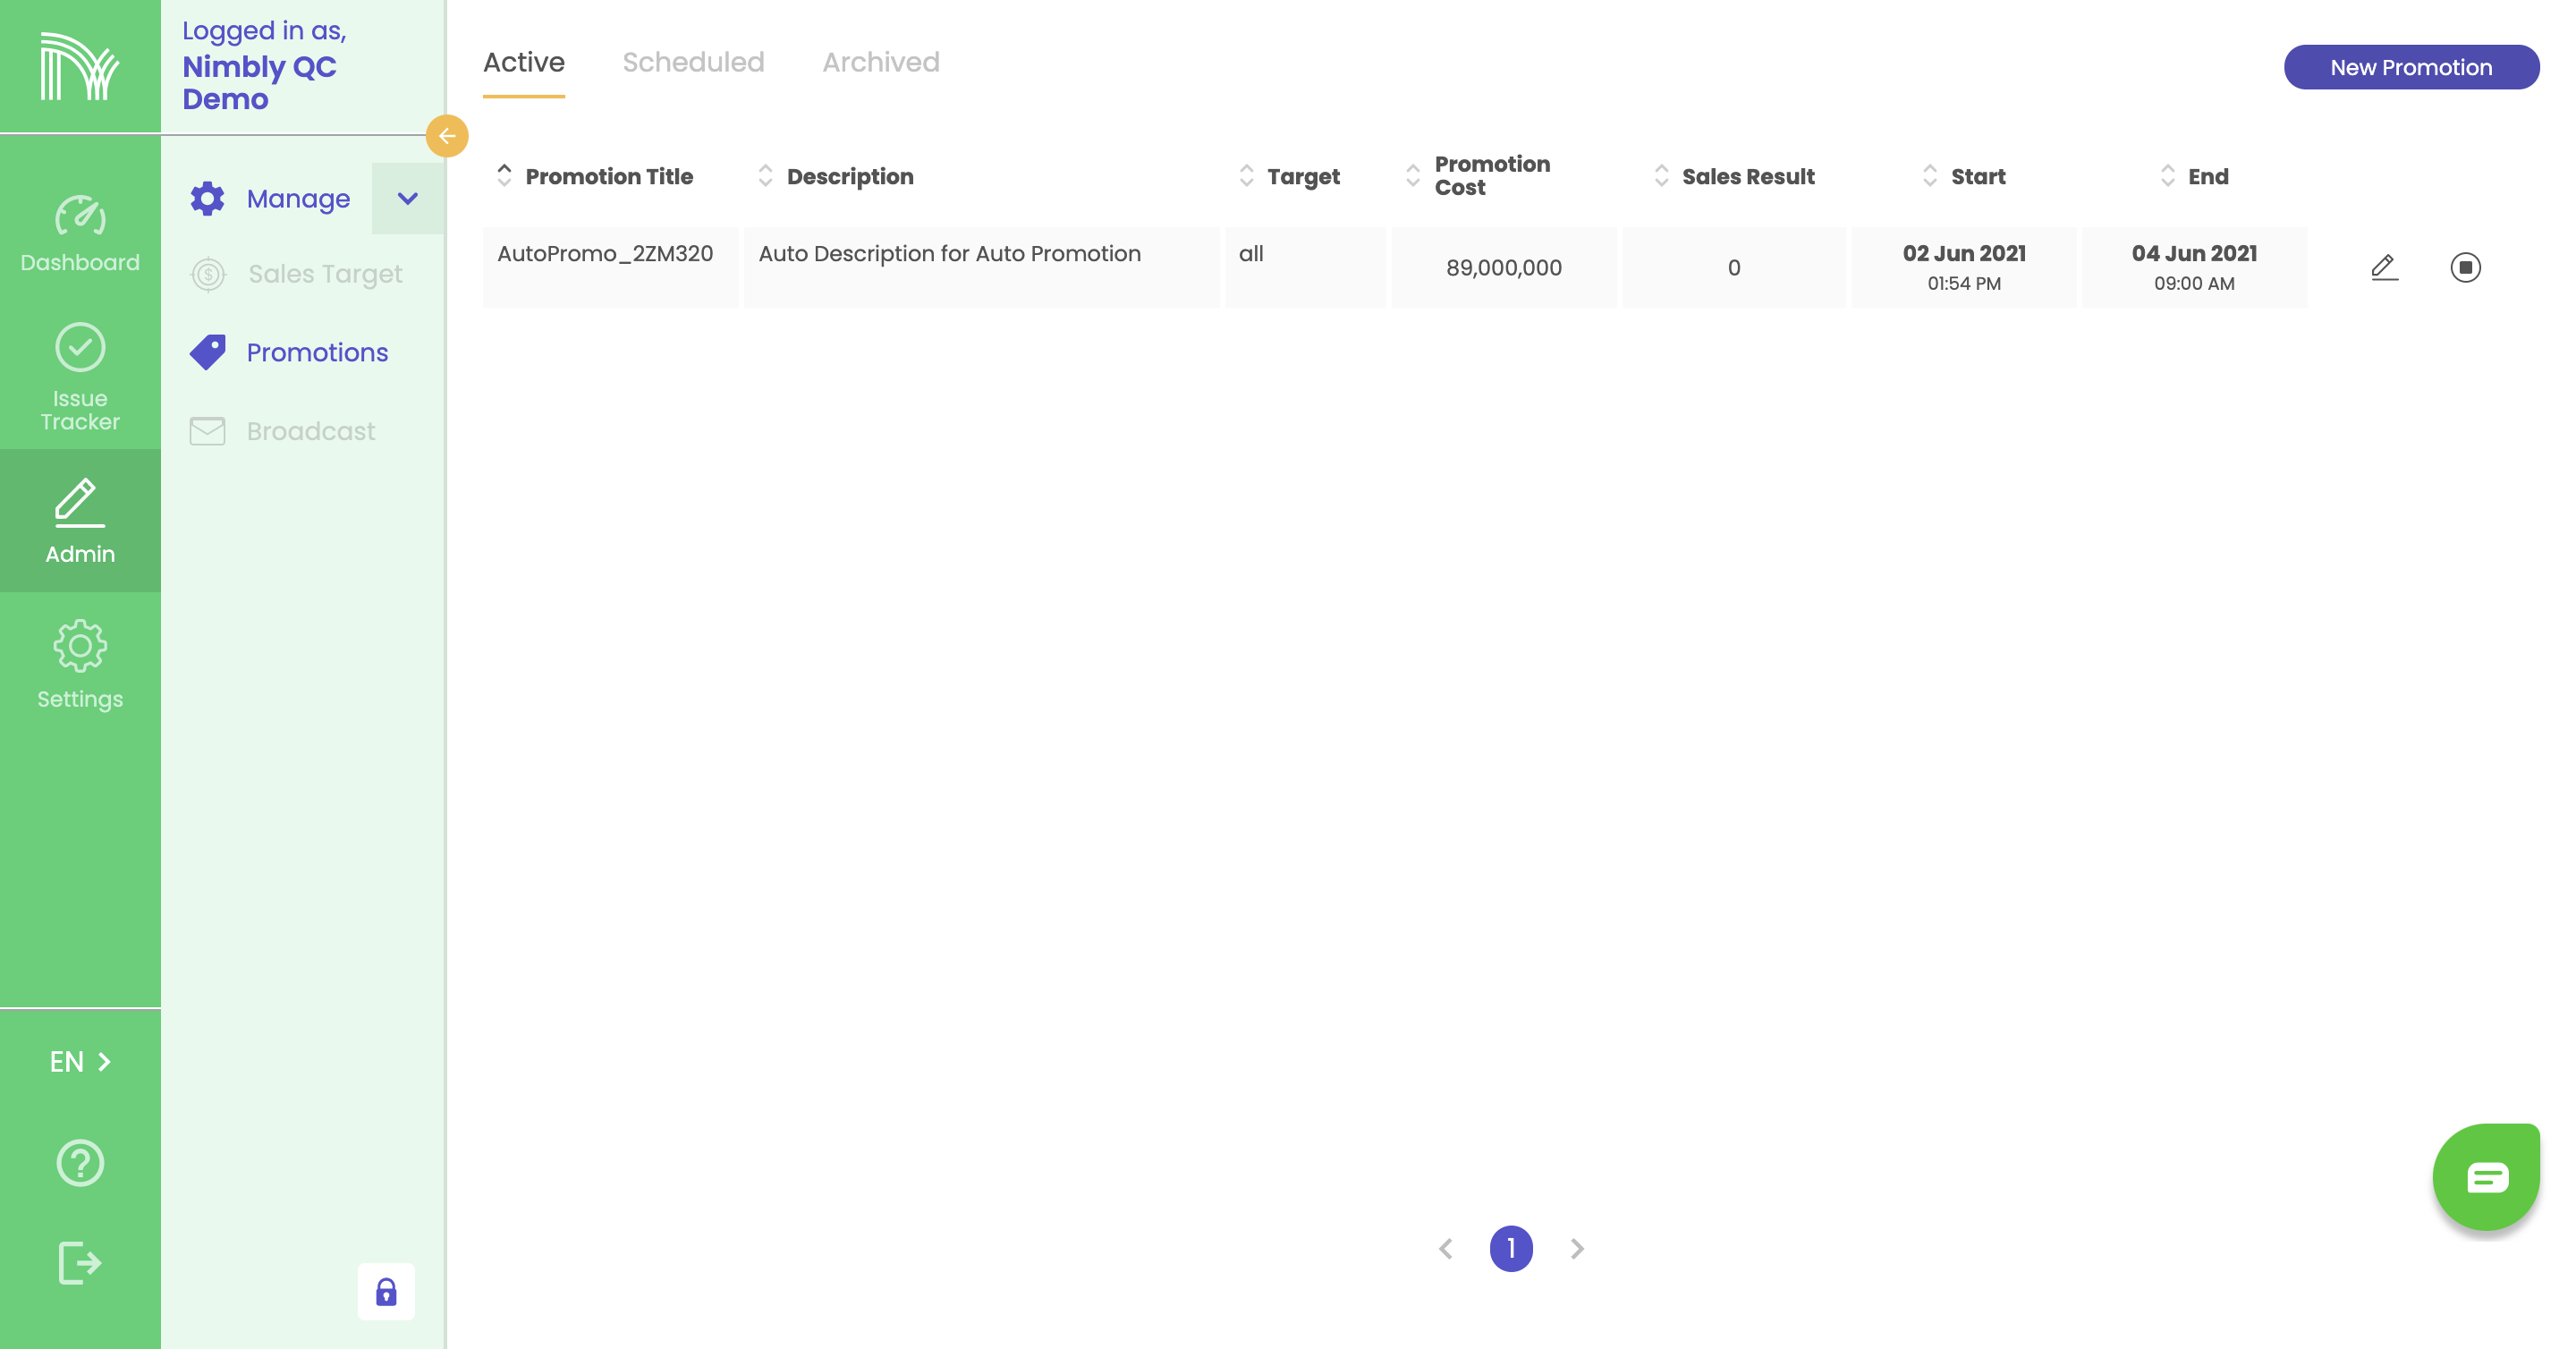 Logged in as,
Nimbly QC
Demo
Dashboard
Issue
Tracker
Admin
Settings
EN
Manage
Sales Target
Promotions
Broadcast
Active Scheduled Archived
New Promotion
Promotion Title Description Target Promotion Cost Sales Result Start End
AutoPromo_2ZM320 Auto Description for Auto Promotion all 89,000,000 0 02 Jun 2021 04 Jun 2021
01:54 PM 09:00 AM
1